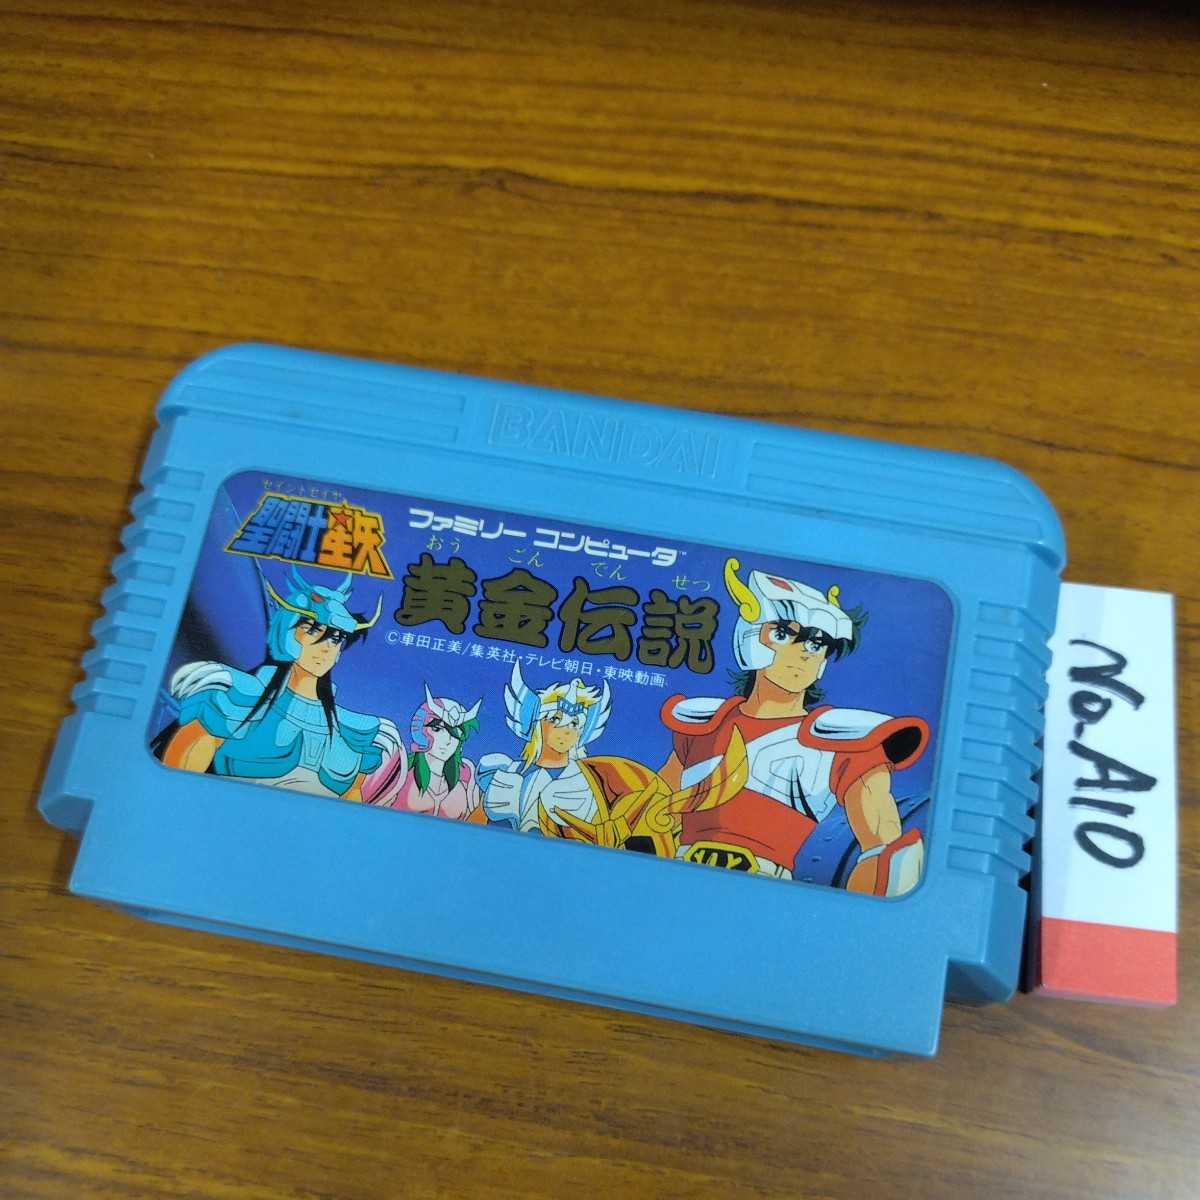 BANDAI
セイントセイヤ
聖闘士星矢
ファミリー コンピュータ™
おう ごん でん せつ
黄金伝説
©車田正美/集英社・テレビ朝日・東映動画
No.A10